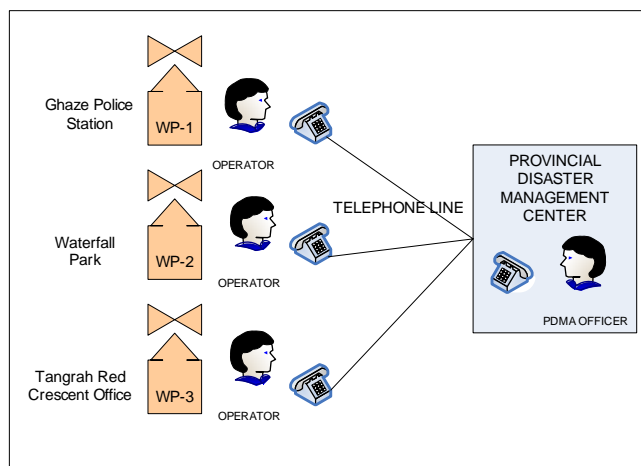 Ghaze Police
Station
WP-1
OPERATOR
Waterfall
Park
WP-2
OPERATOR
Tangrah Red
Crescent Office
WP-3
OPERATOR
TELEPHONE LINE
PROVINCIAL
DISASTER
MANAGEMENT
CENTER
PDMA OFFICER